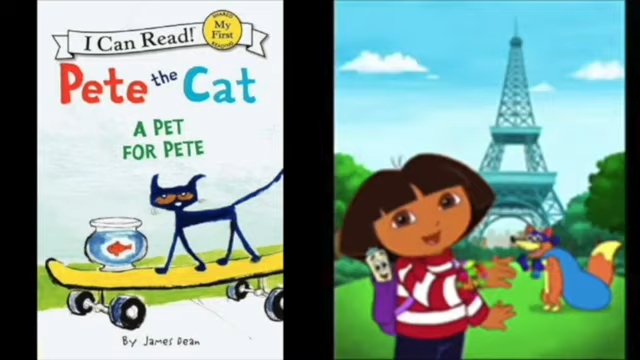 I Can Read!
My
First
Pete the Cat
A PET
FOR PETE
By James Dean